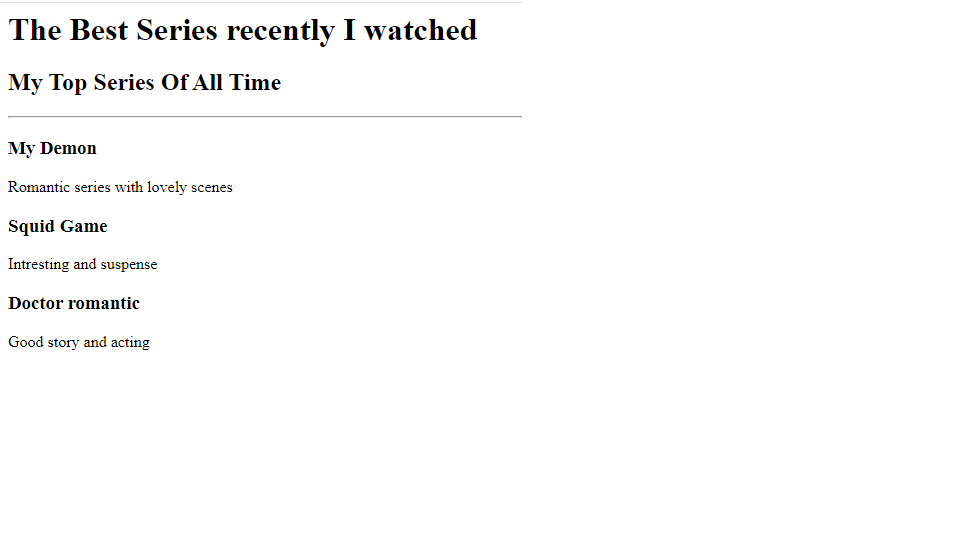 The Best Series recently I watched
My Top Series Of All Time
My Demon
Romantic series with lovely scenes
Squid Game
Intresting and suspense
Doctor romantic
Good story and acting